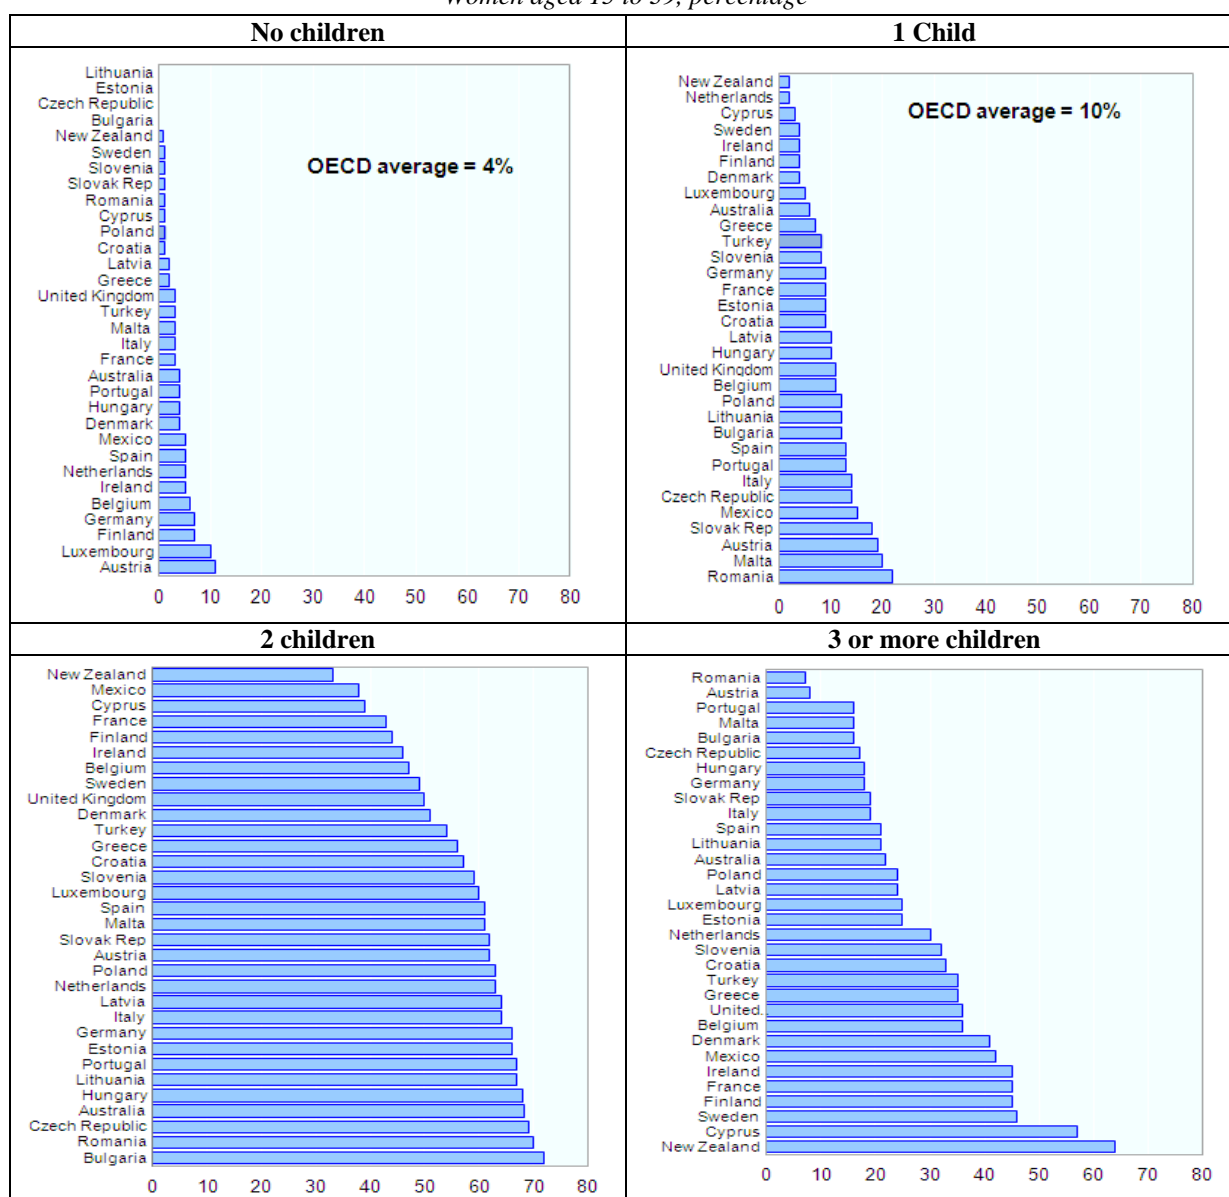 Women aged 15 to 39, percentage
No children
Lithuania
Estonia
Czech Republic
Bulgaria
New Zealand
Sweden
Slovenia
Slovak Rep
Romania
Cyprus
Poland
Croatia
Latvia
Greece
United Kingdom
Turkey
Malta
Italy
France
Australia
Portugal
Hungary
Denmark
Mexico
Spain
Netherlands
Ireland
Belgium
Germany
Finland
Luxembourg
Austria
OECD average = 4%
0 10 20 30 40 50 60 70 80
1 Child
New Zealand
Netherlands
Cyprus
Sweden
Ireland
Finland
Denmark
Luxembourg
Australia
Greece
Turkey
Slovenia
Germany
France
Estonia
Croatia
Latvia
Hungary
United Kingdom
Belgium
Poland
Lithuania
Bulgaria
Spain
Portugal
Italy
Czech Republic
Mexico
Slovak Rep
Austria
Malta
Romania
OECD average = 10%
0 10 20 30 40 50 60 70 80
2 children
New Zealand
Mexico
Cyprus
France
Finland
Ireland
Belgium
Sweden
United Kingdom
Denmark
Turkey
Greece
Croatia
Slovenia
Luxembourg
Spain
Malta
Slovak Rep
Austria
Poland
Netherlands
Latvia
Italy
Germany
Estonia
Portugal
Lithuania
Hungary
Australia
Czech Republic
Romania
Bulgaria
0 10 20 30 40 50 60 70 80
3 or more children
Romania
Austria
Portugal
Malta
Bulgaria
Czech Republic
Hungary
Germany
Slovak Rep
Italy
Spain
Lithuania
Australia
Poland
Latvia
Luxembourg
Estonia
Netherlands
Slovenia
Croatia
Turkey
Greece
United..
Belgium
Denmark
Mexico
Ireland
France
Finland
Sweden
Cyprus
New Zealand
0 10 20 30 40 50 60 70 80